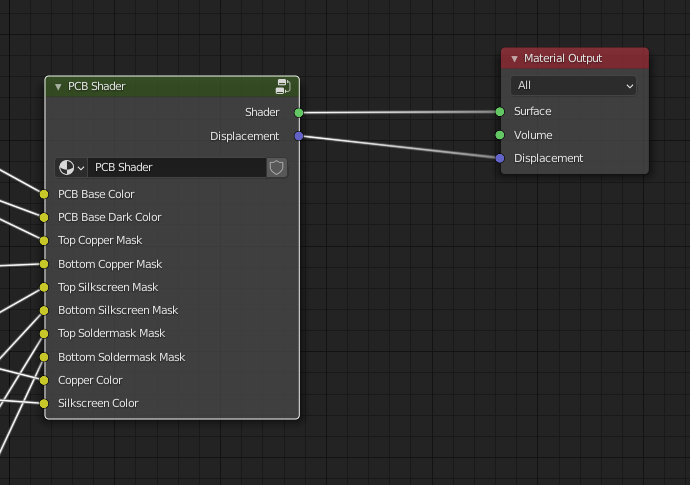 PCB Shader
Shader
Displacement
PCB Shader
PCB Base Color
PCB Base Dark Color
Top Copper Mask
Bottom Copper Mask
Top Silkscreen Mask
Bottom Silkscreen Mask
Top Soldermask Mask
Bottom Soldermask Mask
Copper Color
Silkscreen Color
Material Output
All
Surface
Volume
Displacement